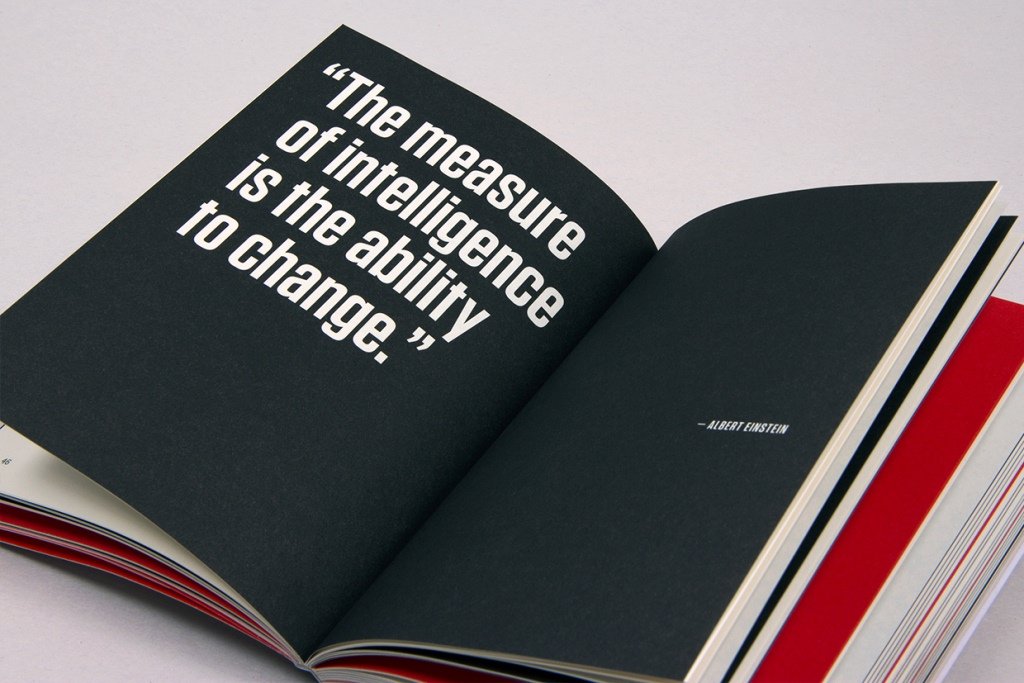 “The measure
of intelligence
is the ability
to change.”
– ALBERT EINSTEIN
46